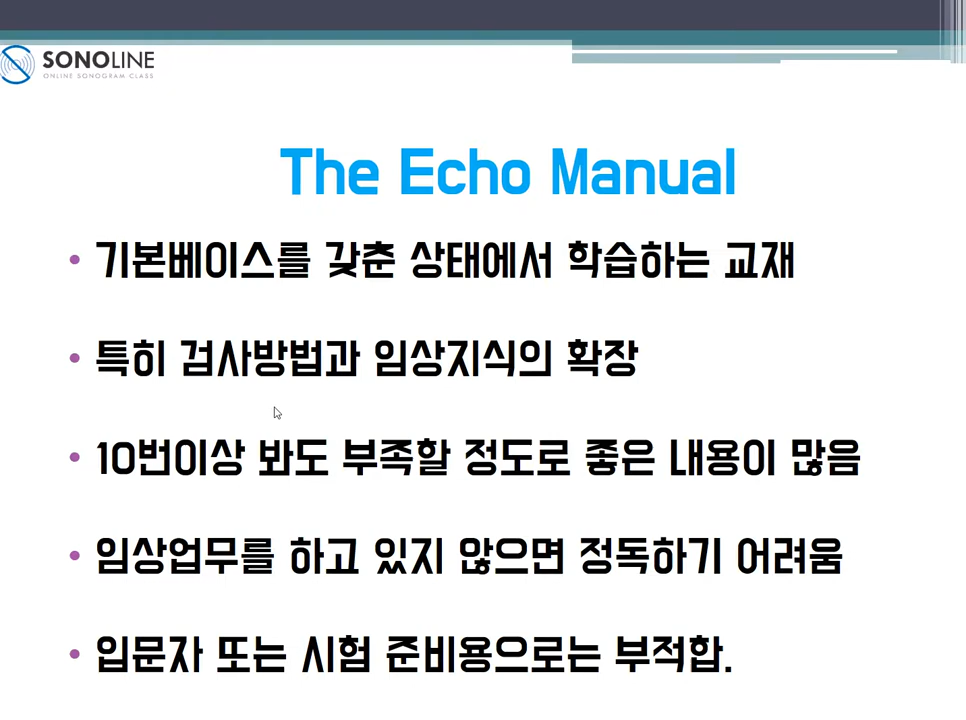 SONOLINE
ONLINE SONOGRAM CLASS
The Echo Manual
• 기본베이스를 갖춘 상태에서 학습하는 교재
• 특히 검사방법과 임상지식의 확장
• 10번이상 봐도 부족할 정도로 좋은 내용이 많음
• 임상업무를 하고 있지 않으면 정독하기 어려움
• 입문자 또는 시험 준비용으로는 부적합.